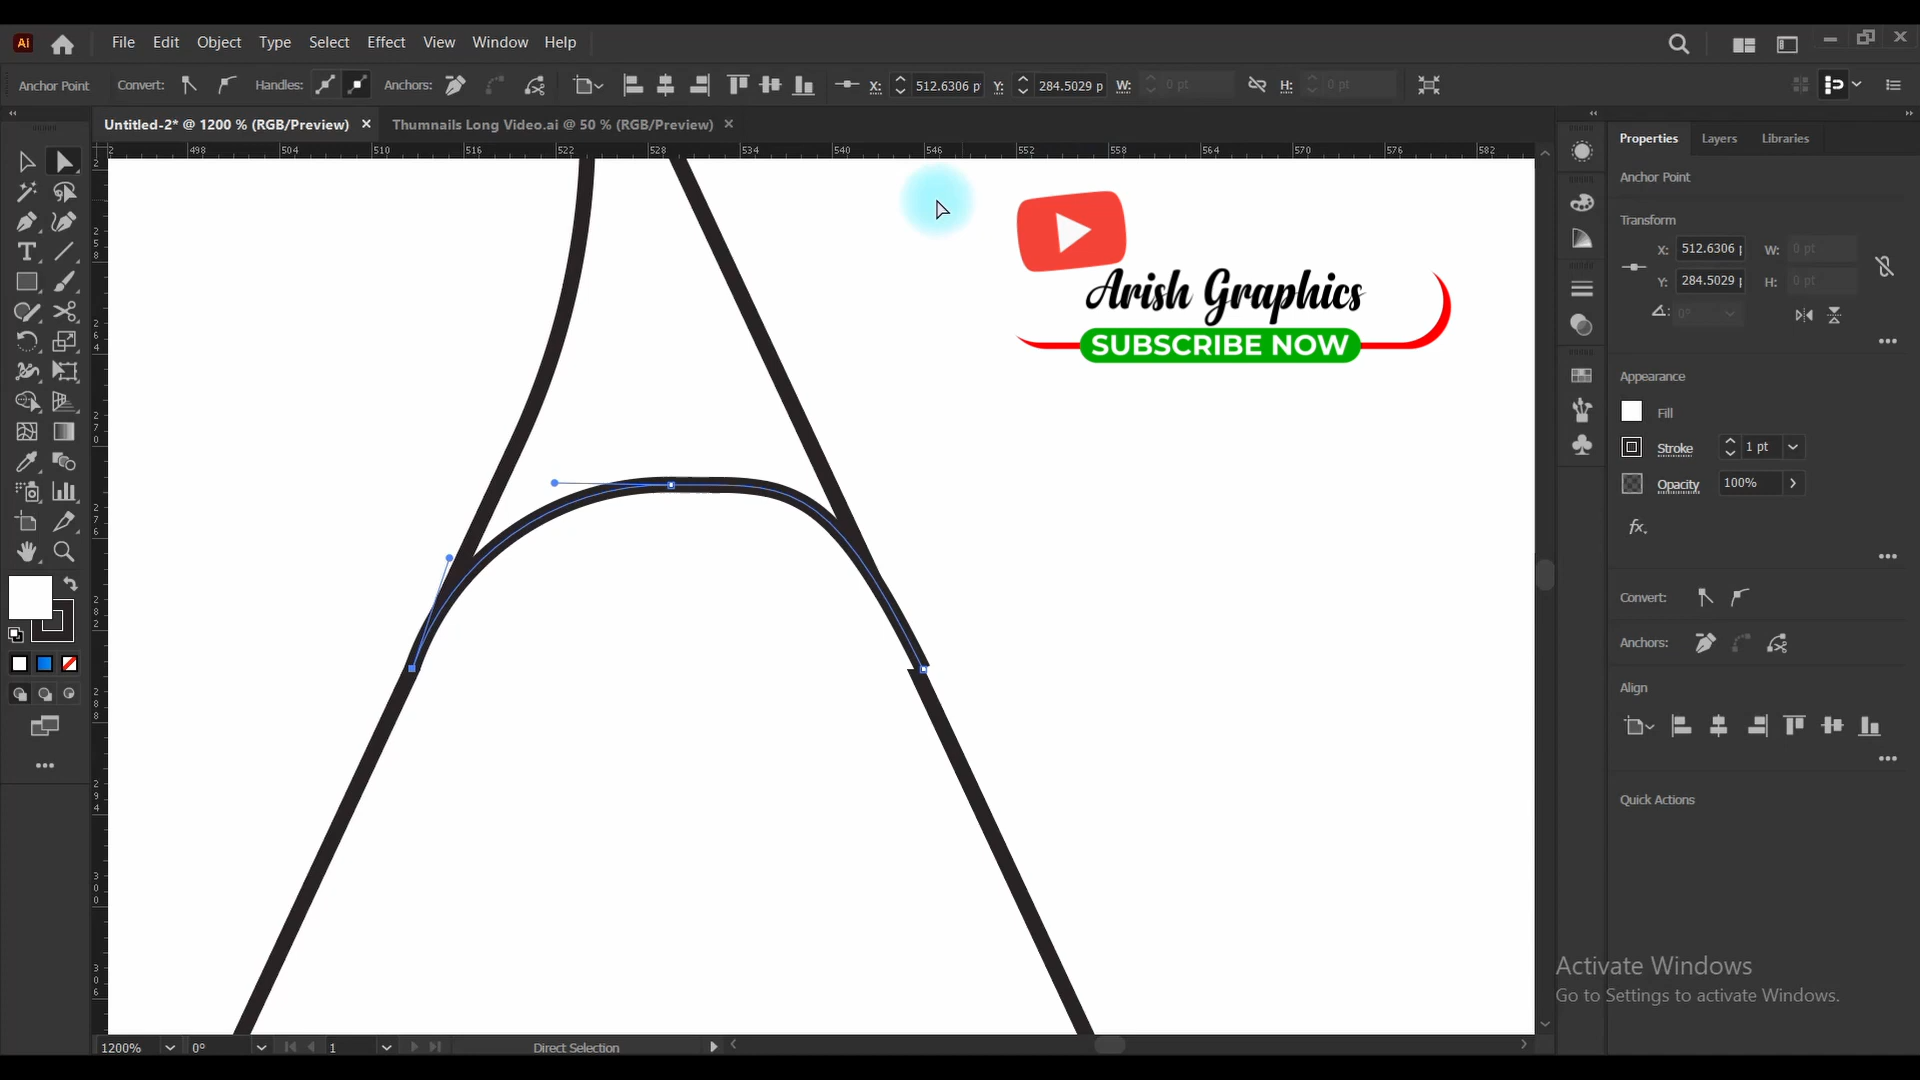 Ai File Edit Object Type Select Effect View Window Help
Anchor Point Convert: Handles: Anchors: X: 512.6306 p Y: 284.5029 p W: 0 pt H: 0 pt
Untitled-2* @ 1200 % (RGB/Preview) Thumnails Long Video.ai @ 50 % (RGB/Preview)
2 498 504 510 516 522 528 534 540 546 552 558 564 570 576 582
Properties Layers Libraries
Anchor Point
Transform
X: 512.6306 W: 0 pt
Y: 284.5029 H: 0 pt
0°
Arish Graphics
SUBSCRIBE NOW
Appearance
Fill
Stroke 1 pt
Opacity 100%
fx.
Convert:
Anchors:
Align
Quick Actions
Activate Windows
Go to Settings to activate Windows.
1200% 0° 1 Direct Selection